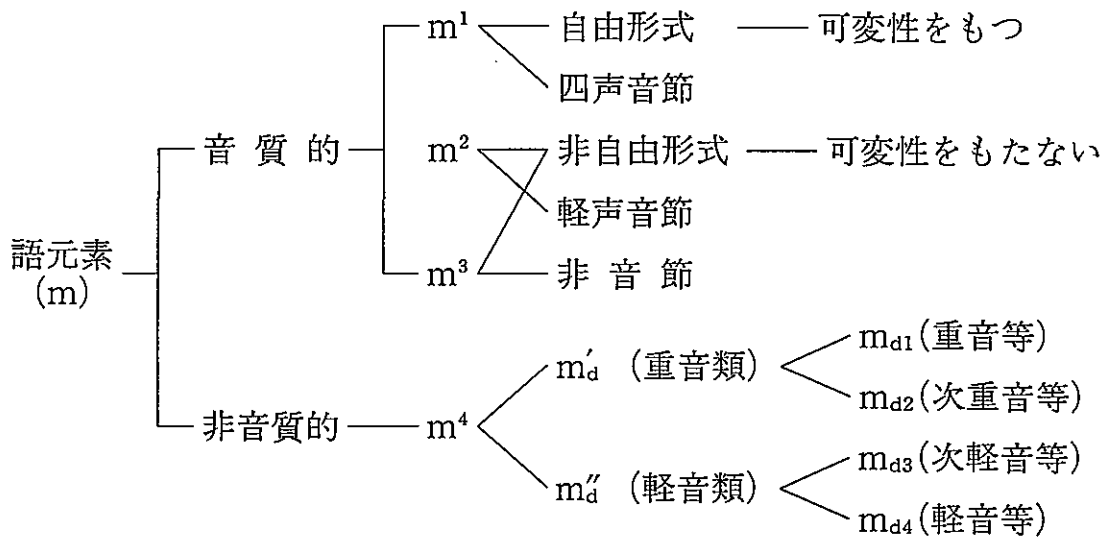 m¹ 自由形式 可変性をもつ
四声音節
音質的 m² 非自由形式 可変性をもたない
軽声音節
語元素
(m)
m³ 非音節
m′d (重音類) md1(重音等)
md2(次重音等)
非音質的 m⁴
m″d (軽音類) md3(次軽音等)
md4(軽音等)